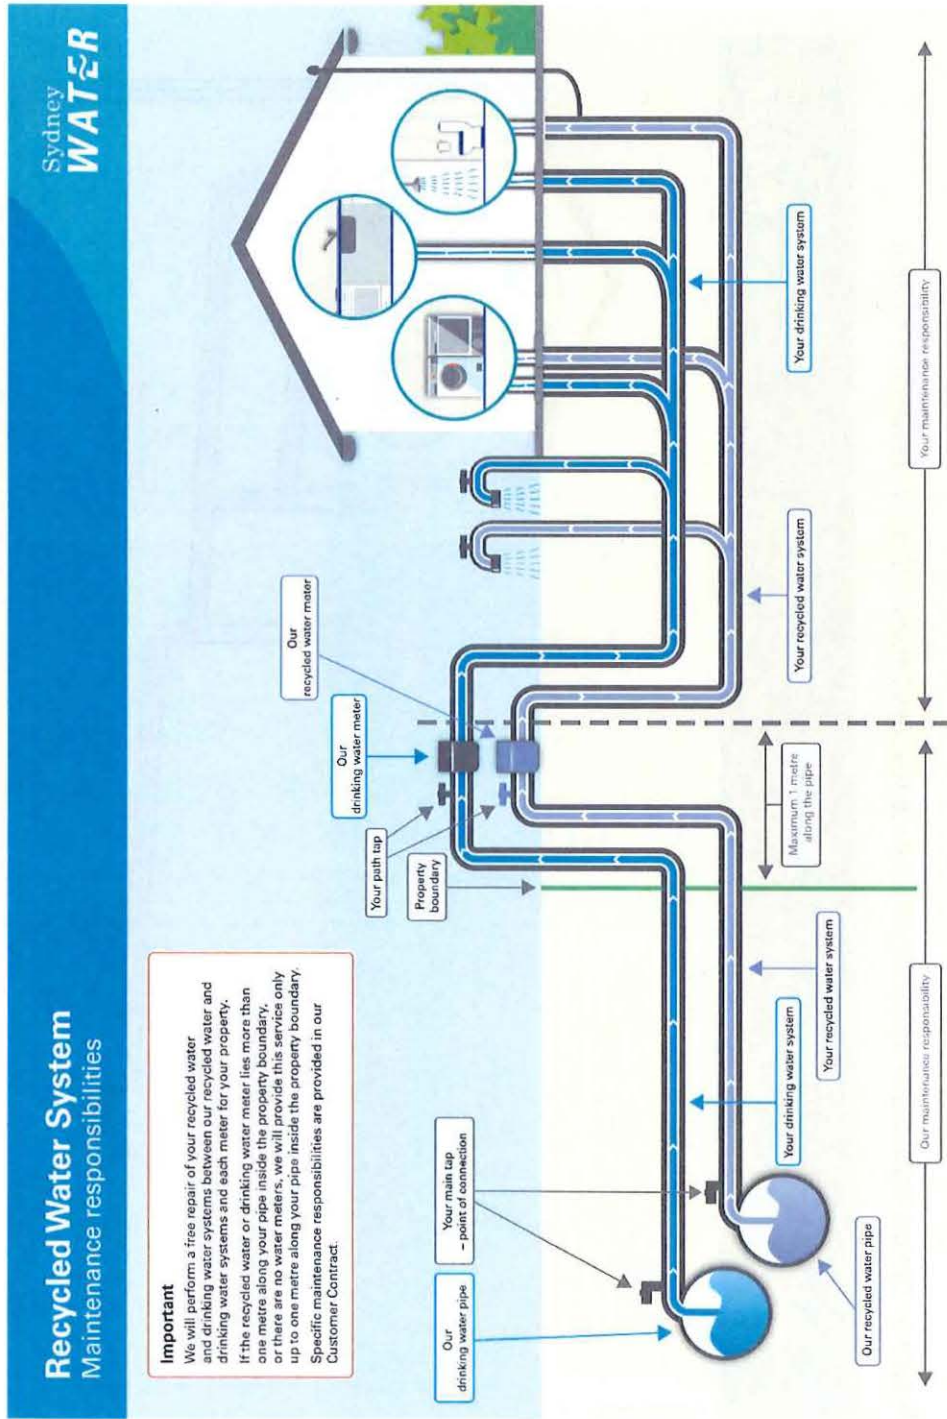 Recycled Water System
Maintenance responsibilities
Sydney
WATER
Important
We will perform a free repair of your recycled water
and drinking water systems between our recycled water and
drinking water systems and each meter for your property.
If the recycled water or drinking water meter lies more than
one metre along your pipe inside the property boundary,
or there are no water meters, we will provide this service only
up to one metre along your pipe inside the property boundary.
Specific maintenance responsibilities are provided in our
Customer Contract.
Our
drinking water pipe
Your main tap
– point of connection
Property
boundary
Your path tap
Our
drinking water meter
Our
recycled water meter
Our recycled water pipe
Your drinking water system
Your recycled water system
Maximum 1 metre
along the pipe
Your recycled water system
Your drinking water system
Our maintenance responsibility
Your maintenance responsibility